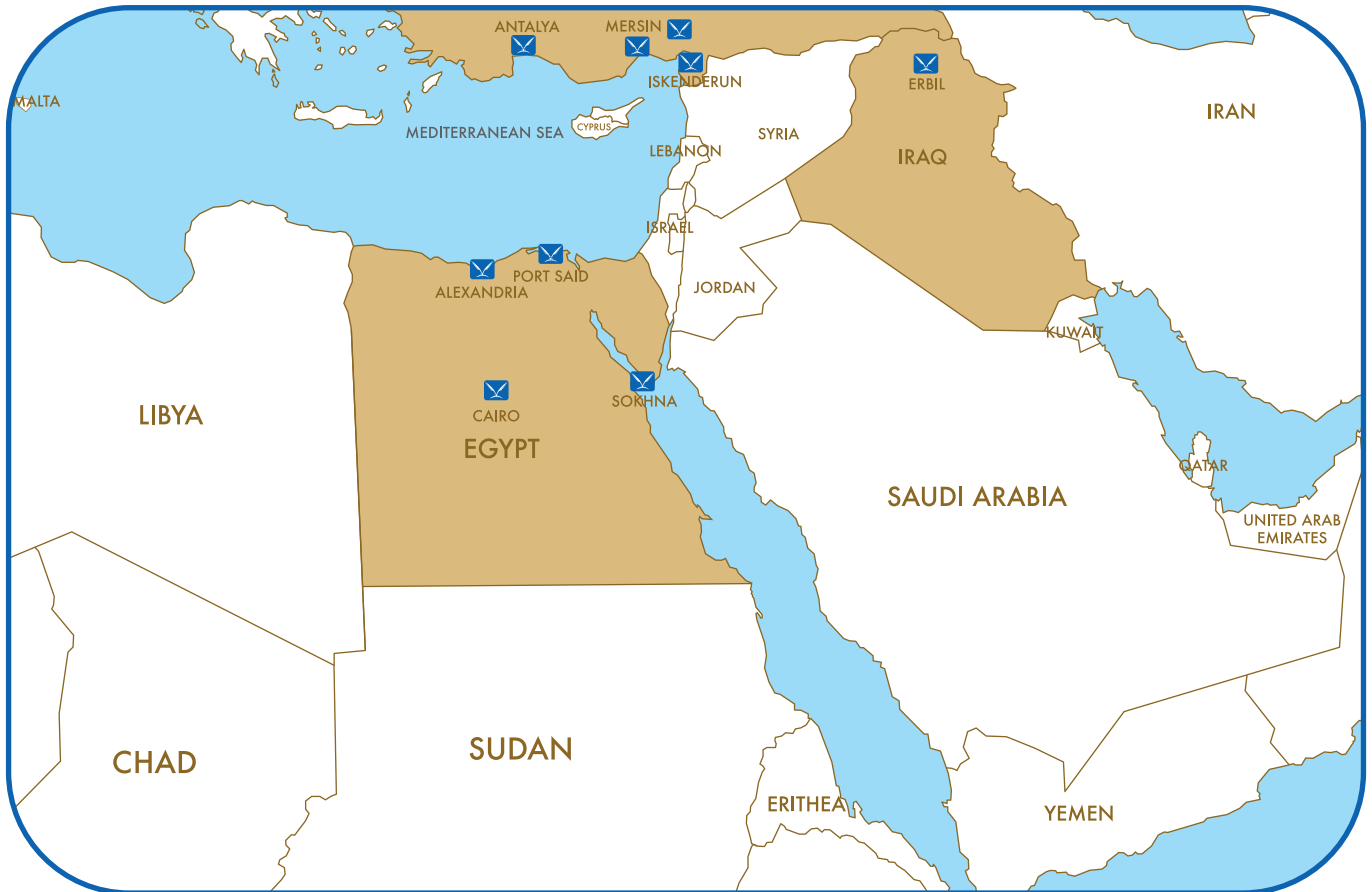 ANTALYA
MERSIN
ISKENDERUN
ERBIL
MALTA
MEDITERRANEAN SEA
CYPRUS
SYRIA
IRAN
LEBANON
IRAQ
ISRAEL
PORT SAID
ALEXANDRIA
JORDAN
KUWAIT
SOKHNA
CAIRO
LIBYA
EGYPT
QATAR
SAUDI ARABIA
UNITED ARAB
EMIRATES
SUDAN
CHAD
ERITHEA
YEMEN